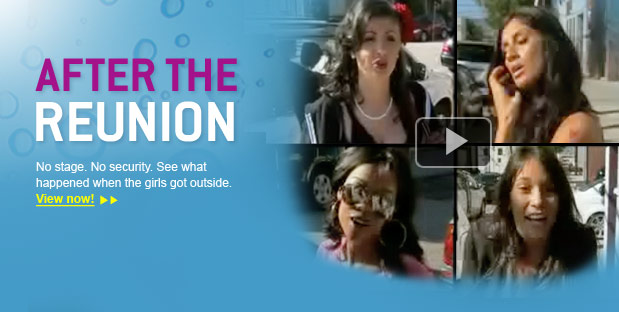 AFTER THE
REUNION
No stage. No security. See what
happened when the girls got outside.
View now!